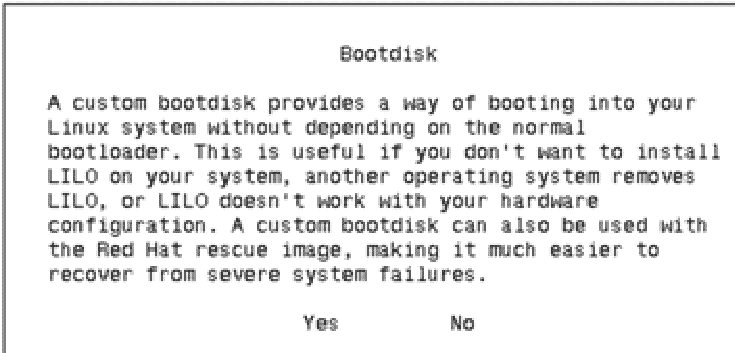 Bootdisk
A custom bootdisk provides a way of booting into your
Linux system without depending on the normal
bootloader. This is useful if you don't want to install
LILO on your system, another operating system removes
LILO, or LILO doesn't work with your hardware
configuration. A custom bootdisk can also be used with
the Red Hat rescue image, making it much easier to
recover from severe system failures.
Yes No